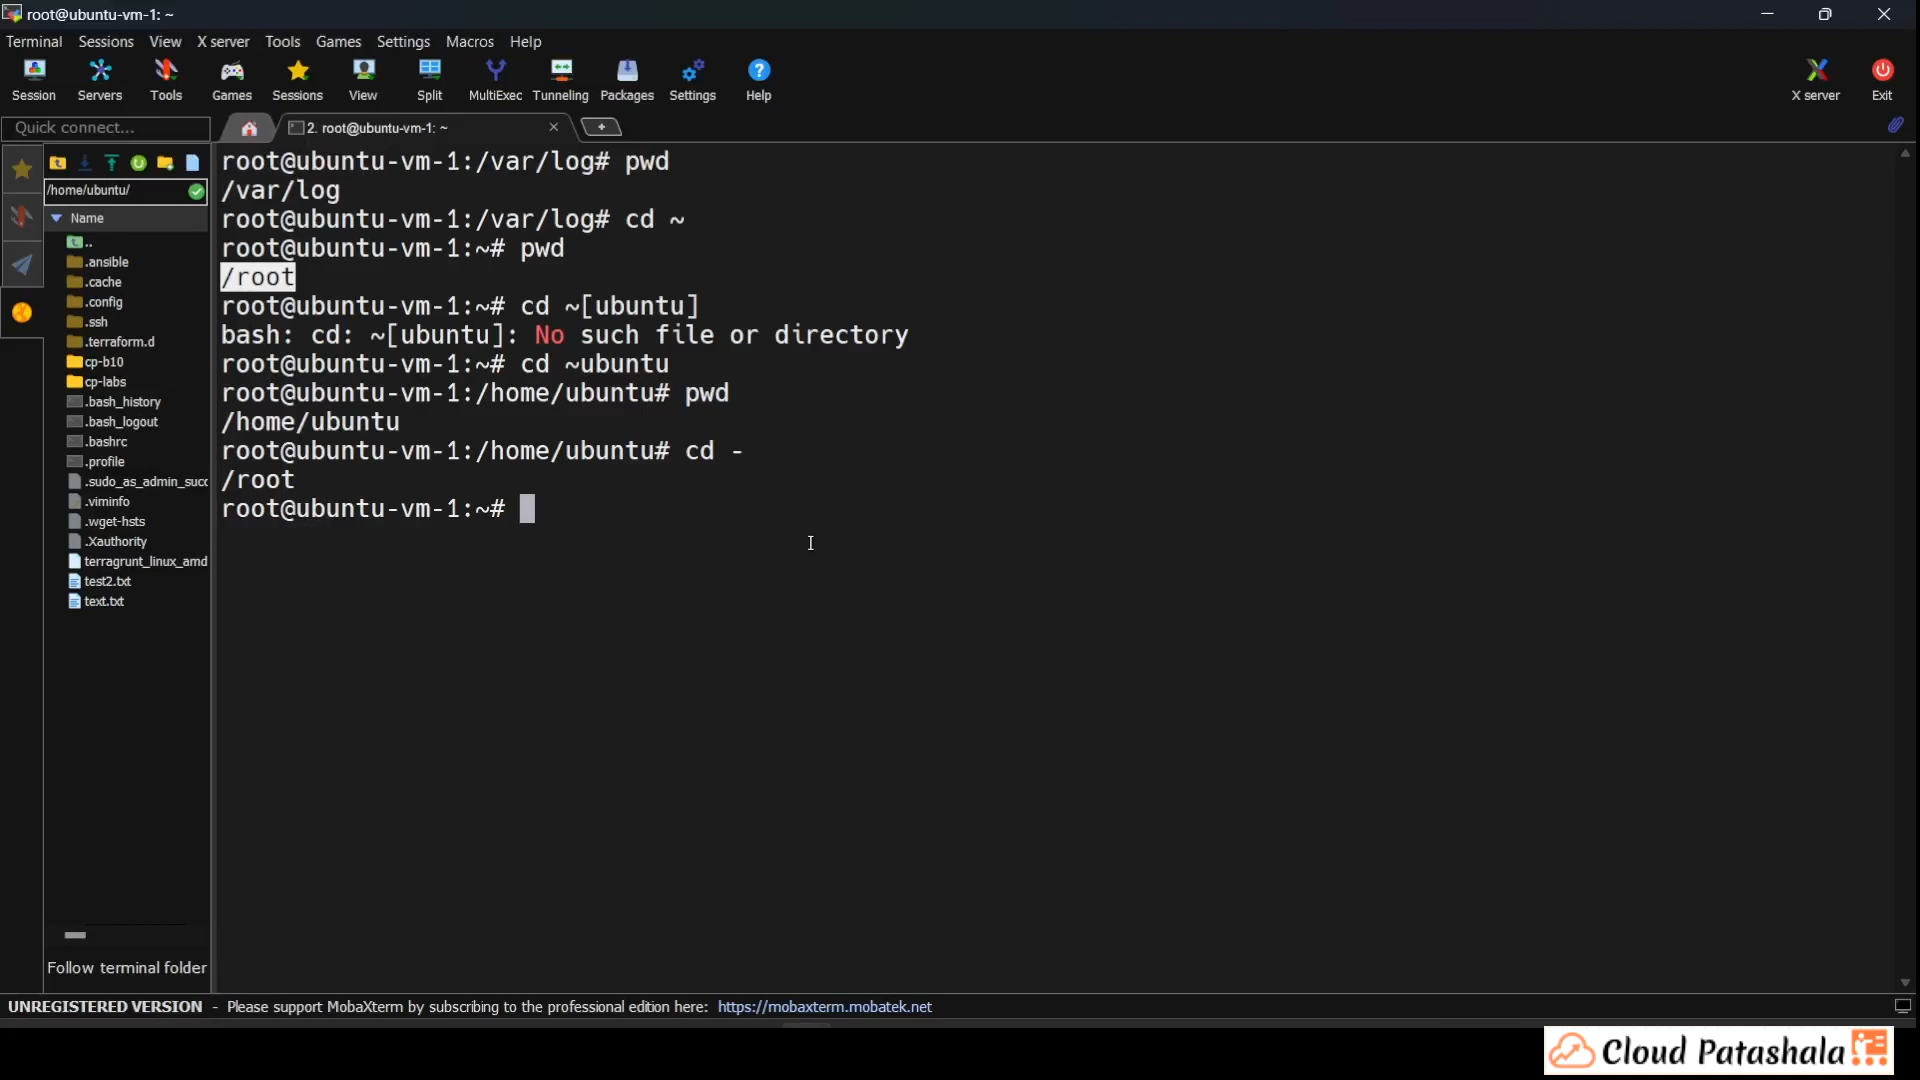 root@ubuntu-vm-1: ~
Terminal Sessions View X server Tools Games Settings Macros Help
Session Servers Tools Games Sessions View Split MultiExec Tunneling Packages Settings Help X server Exit
Quick connect...
2. root@ubuntu-vm-1: ~
/home/ubuntu/
Name
..
.ansible
.cache
.config
.ssh
.terraform.d
cp-b10
cp-labs
.bash_history
.bash_logout
.bashrc
.profile
.sudo_as_admin_succ
.viminfo
.wget-hsts
.Xauthority
terragrunt_linux_amd
test2.txt
text.txt
Follow terminal folder
root@ubuntu-vm-1:/var/log# pwd
/var/log
root@ubuntu-vm-1:/var/log# cd ~
root@ubuntu-vm-1:~# pwd
/root
root@ubuntu-vm-1:~# cd ~[ubuntu]
bash: cd: ~[ubuntu]: No such file or directory
root@ubuntu-vm-1:~# cd ~ubuntu
root@ubuntu-vm-1:/home/ubuntu# pwd
/home/ubuntu
root@ubuntu-vm-1:/home/ubuntu# cd -
/root
root@ubuntu-vm-1:~#
UNREGISTERED VERSION - Please support MobaXterm by subscribing to the professional edition here: https://mobaxterm.mobatek.net
Cloud Patashala